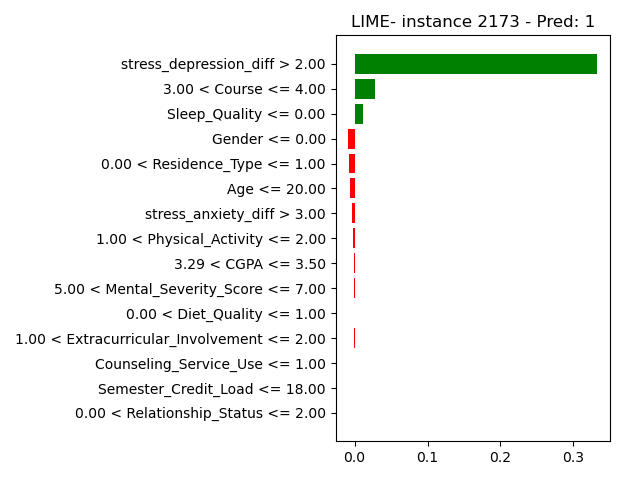 LIME- instance 2173 - Pred: 1
stress_depression_diff > 2.00
3.00 < Course <= 4.00
Sleep_Quality <= 0.00
Gender <= 0.00
0.00 < Residence_Type <= 1.00
Age <= 20.00
stress_anxiety_diff > 3.00
1.00 < Physical_Activity <= 2.00
3.29 < CGPA <= 3.50
5.00 < Mental_Severity_Score <= 7.00
0.00 < Diet_Quality <= 1.00
1.00 < Extracurricular_Involvement <= 2.00
Counseling_Service_Use <= 1.00
Semester_Credit_Load <= 18.00
0.00 < Relationship_Status <= 2.00
0.0 0.1 0.2 0.3